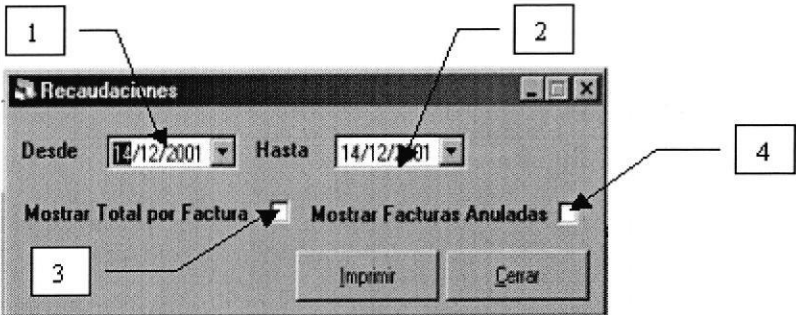 1
2
Recaudaciones
Desde 14/12/2001 Hasta 14/12/2001
4
Mostrar Total por Factura Mostrar Facturas Anuladas
3
Imprimir Cerrar